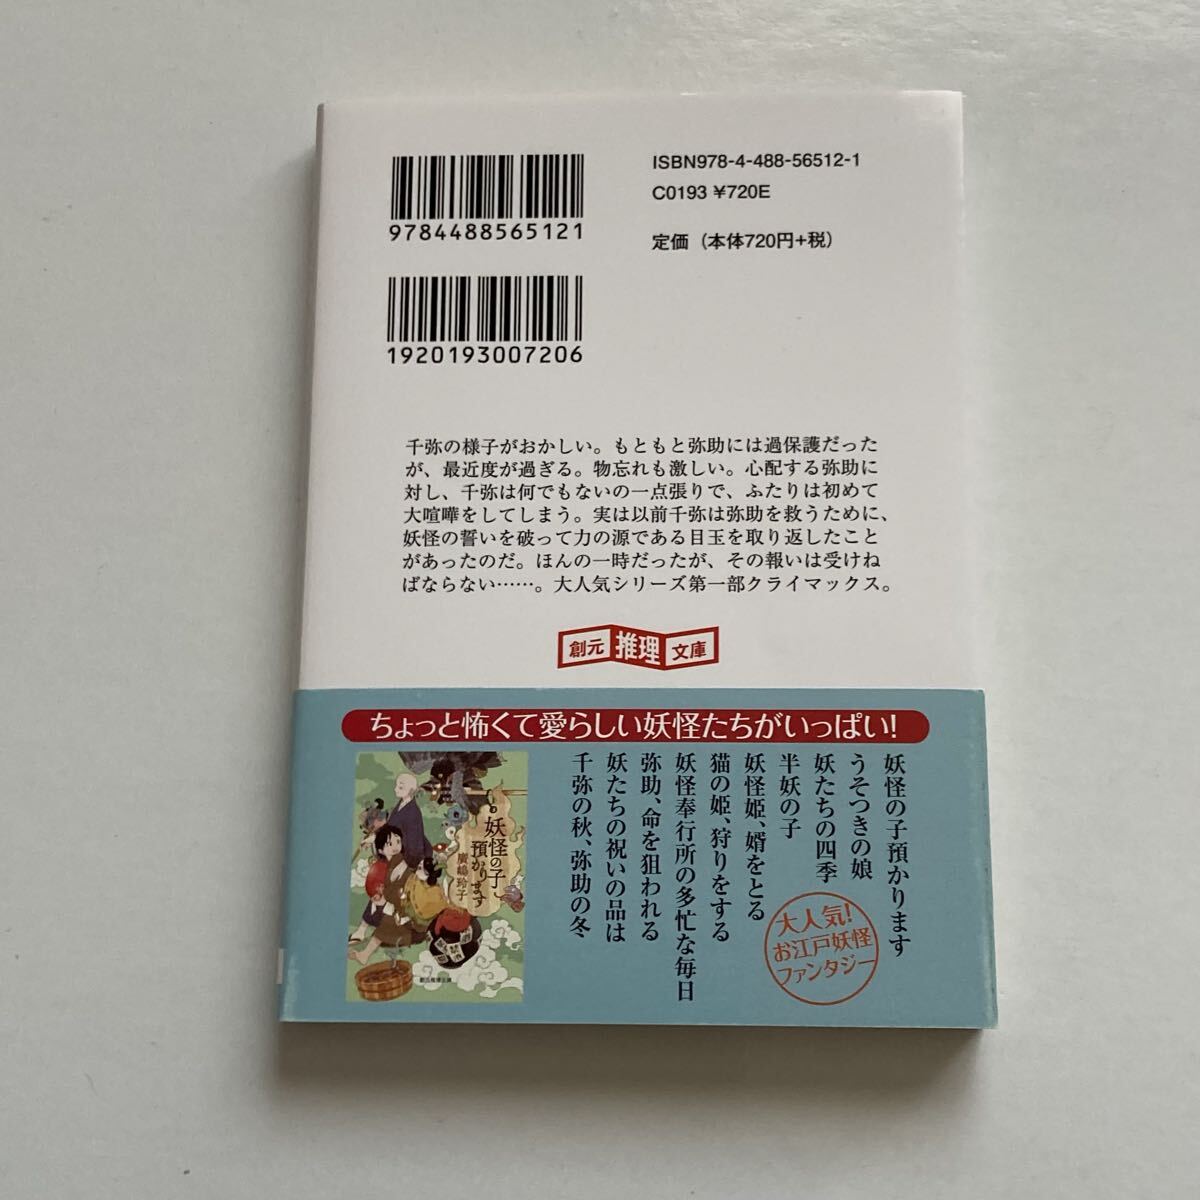 9784488565121
ISBN978-4-488-56512-1
C0193 ¥720E
定価（本体720円+税）
1920193007206
千弥の様子がおかしい。もともと弥助には過保護だった
が、最近度が過ぎる。物忘れも激しい。心配する弥助に
対し、千弥は何でもないの一点張りで、ふたりは初めて
大喧嘩をしてしまう。実は以前千弥は弥助を救うために、
妖怪の誓いを破って力の源である目玉を取り返したこと
があったのだ。ほんの一時だったが、その報いは受けね
ばならない……。大人気シリーズ第一部クライマックス。
創元推理文庫
ちょっと怖くて愛らしい妖怪たちがいっぱい!
妖怪の子預かります
うそつきの娘
妖たちの四季
半妖の子
妖怪姫、婿をとる
猫の姫、狩りをする
妖怪奉行所の多忙な毎日
弥助、命を狙われる
妖たちの祝いの品は
千弥の秋、弥助の冬
大人気!
お江戸妖怪
ファンタジー
妖怪の子
預かります
廣嶋玲子
創元推理文庫